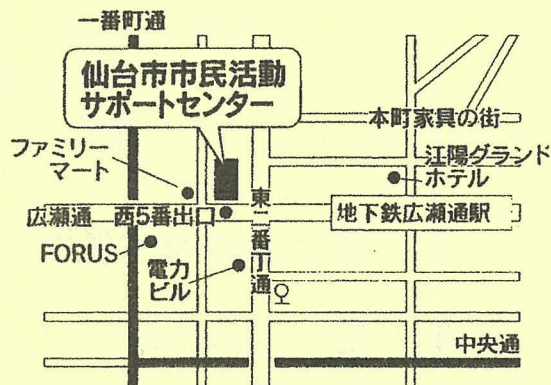 一番町通
仙台市市民活動
サポートセンター
本町家具の街
ファミリー
マート
江陽グランド
ホテル
広瀬通
西5番出口
東二番丁通
地下鉄広瀬通駅
FORUS
電力
ビル
中央通